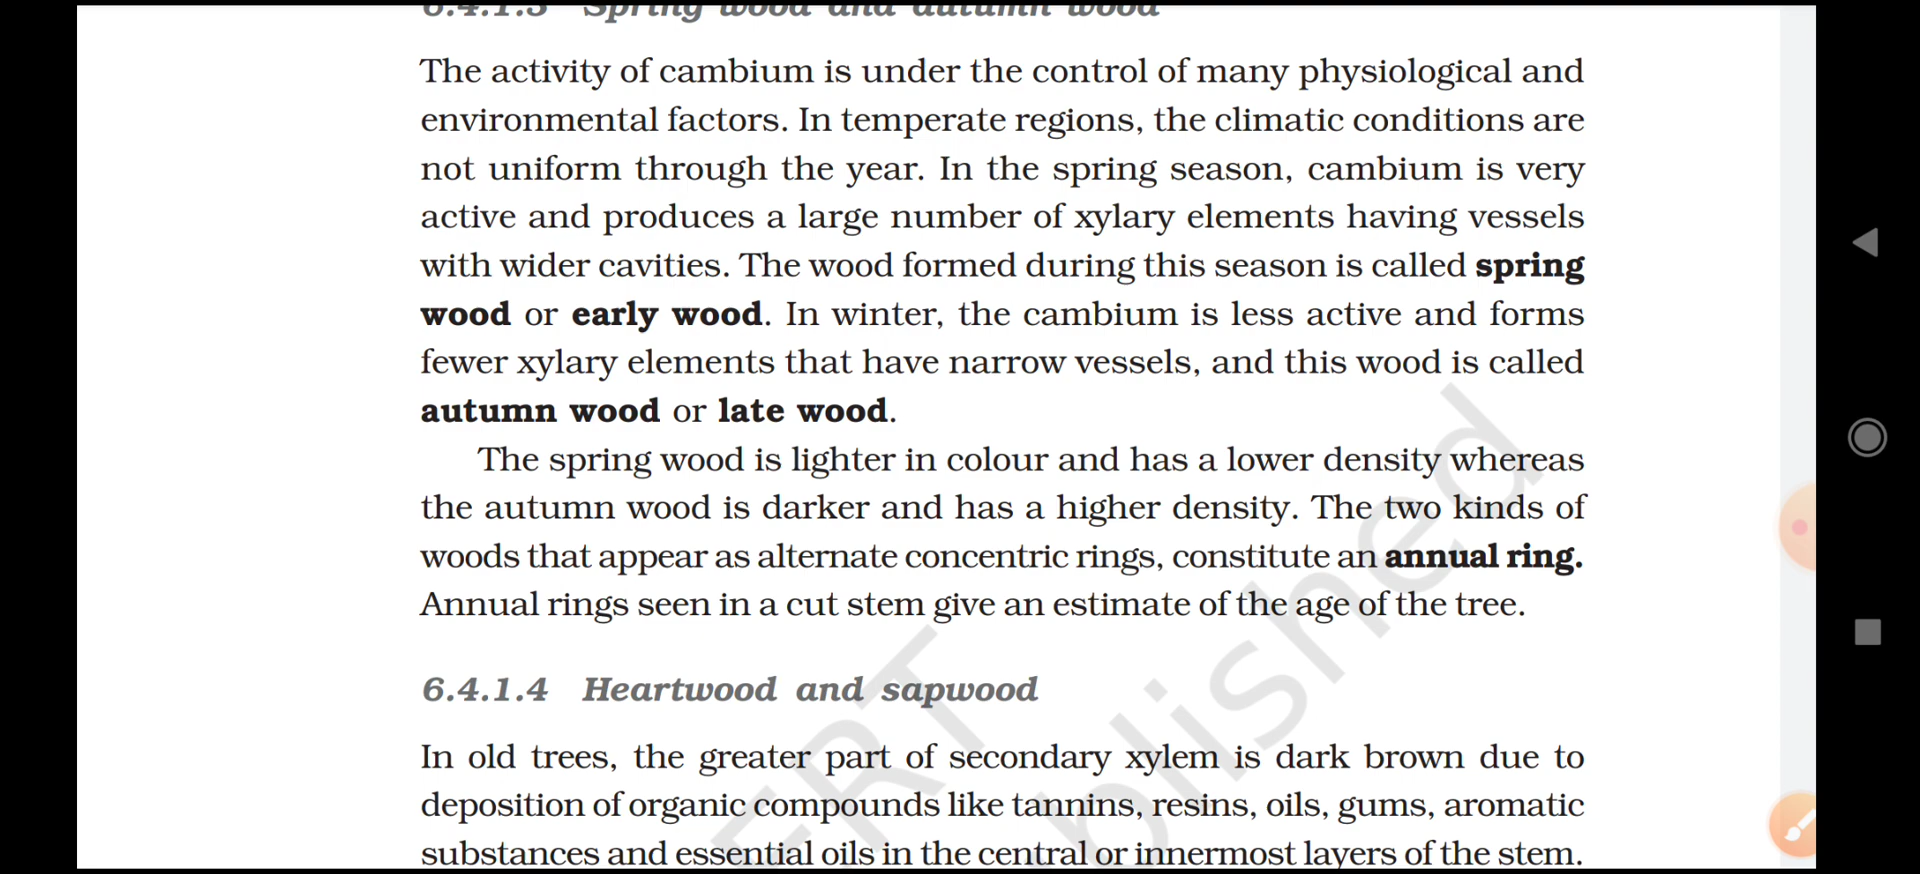 6.4.1.3 Spring wood and autumn wood
The activity of cambium is under the control of many physiological and
environmental factors. In temperate regions, the climatic conditions are
not uniform through the year. In the spring season, cambium is very
active and produces a large number of xylary elements having vessels
with wider cavities. The wood formed during this season is called spring
wood or early wood. In winter, the cambium is less active and forms
fewer xylary elements that have narrow vessels, and this wood is called
autumn wood or late wood.
The spring wood is lighter in colour and has a lower density whereas
the autumn wood is darker and has a higher density. The two kinds of
woods that appear as alternate concentric rings, constitute an annual ring.
Annual rings seen in a cut stem give an estimate of the age of the tree.
6.4.1.4 Heartwood and sapwood
In old trees, the greater part of secondary xylem is dark brown due to
deposition of organic compounds like tannins, resins, oils, gums, aromatic
substances and essential oils in the central or innermost layers of the stem.